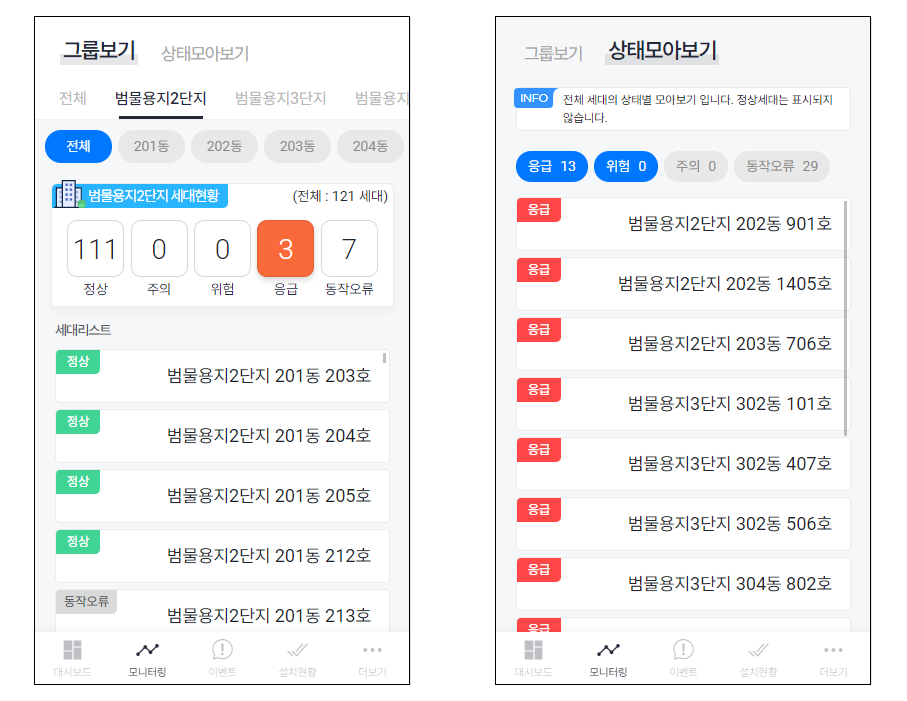 그룹보기 상태모아보기
전체 범물용지2단지 범물용지3단지 범물용지
전체 201동 202동 203동 204동
범물용지2단지 세대현황 (전체 : 121 세대)
111 0 0 3 7
정상 주의 위험 응급 동작오류
세대리스트
정상
범물용지2단지 201동 203호
정상
범물용지2단지 201동 204호
정상
범물용지2단지 201동 205호
정상
범물용지2단지 201동 212호
동작오류
범물용지2단지 201동 213호
대시보드 모니터링 이벤트 설치현황 더보기
그룹보기 상태모아보기
INFO 전체 세대의 상태별 모아보기 입니다. 정상세대는 표시되지
않습니다.
응급 13 위험 0 주의 0 동작오류 29
응급
범물용지2단지 202동 901호
응급
범물용지2단지 202동 1405호
응급
범물용지2단지 203동 706호
응급
범물용지3단지 302동 101호
응급
범물용지3단지 302동 407호
응급
범물용지3단지 302동 506호
응급
범물용지3단지 304동 802호
응급
대시보드 모니터링 이벤트 설치현황 더보기